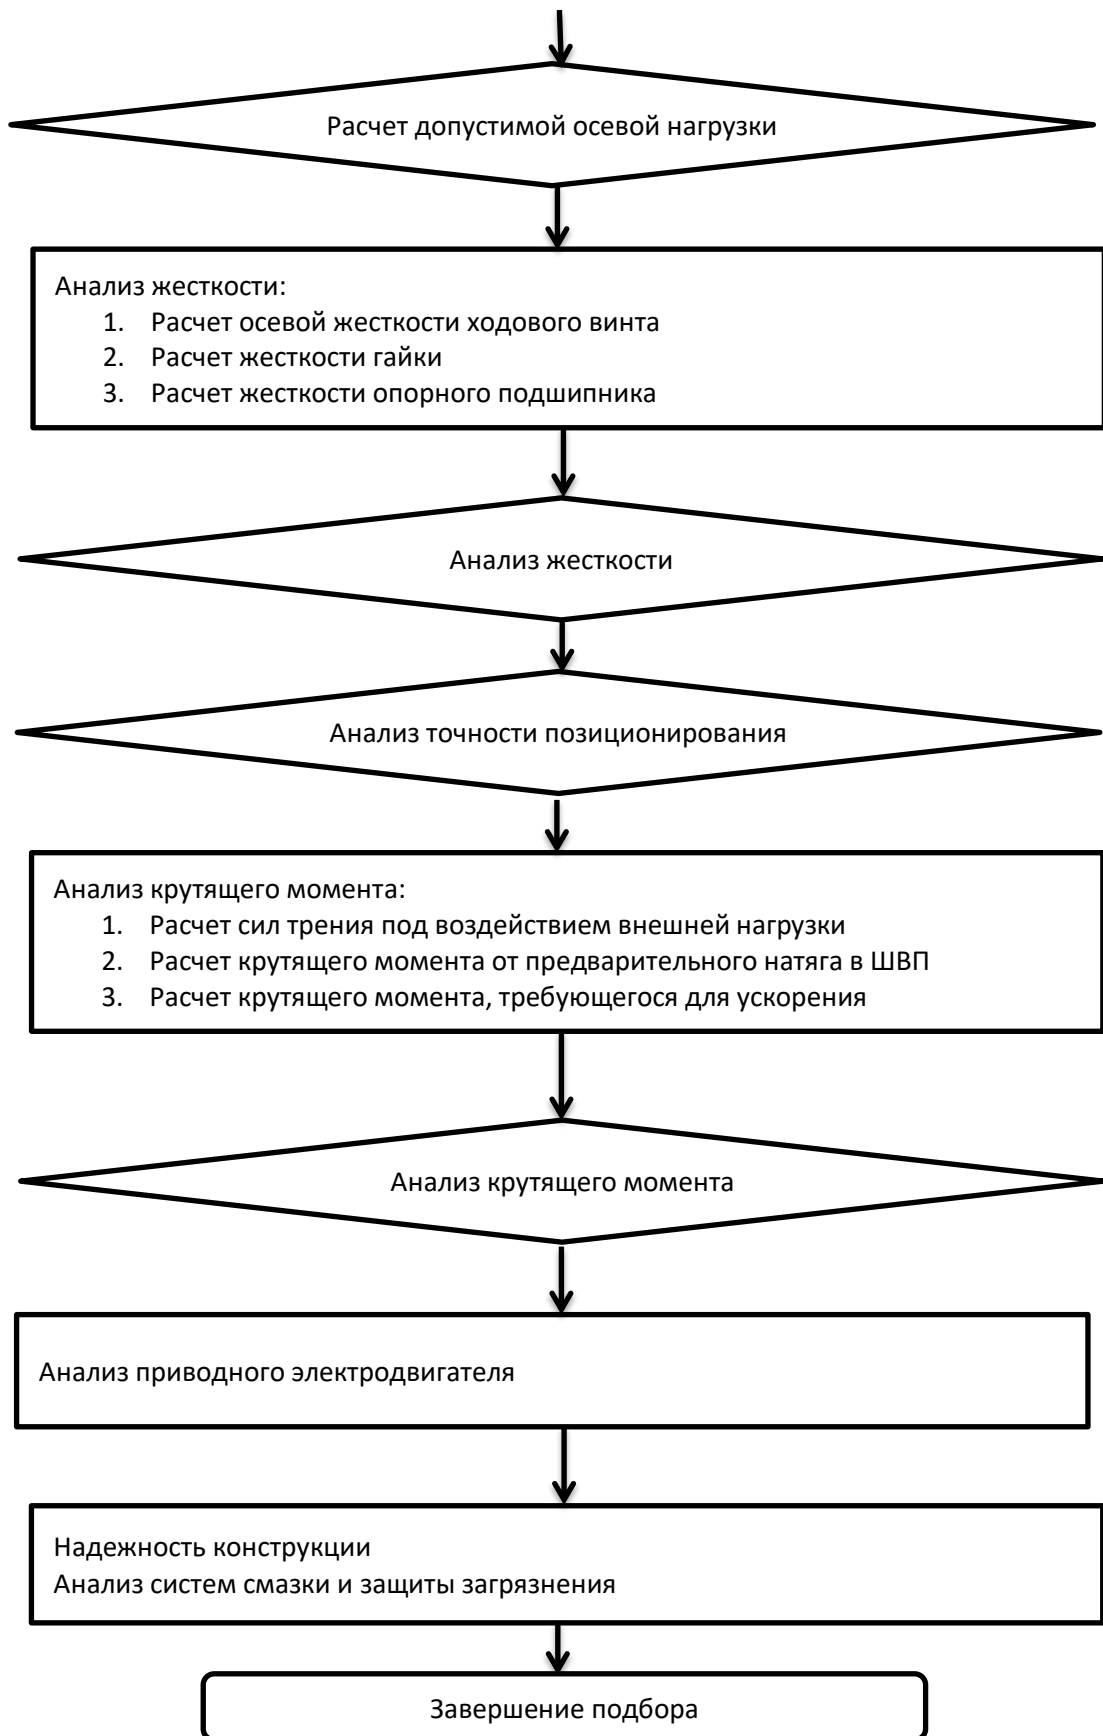 Расчет допустимой осевой нагрузки
Анализ жесткости:
1. Расчет осевой жесткости ходового винта
2. Расчет жесткости гайки
3. Расчет жесткости опорного подшипника
Анализ жесткости
Анализ точности позиционирования
Анализ крутящего момента:
1. Расчет сил трения под воздействием внешней нагрузки
2. Расчет крутящего момента от предварительного натяга в ШВП
3. Расчет крутящего момента, требующегося для ускорения
Анализ крутящего момента
Анализ приводного электродвигателя
Надежность конструкции
Анализ систем смазки и защиты загрязнения
Завершение подбора